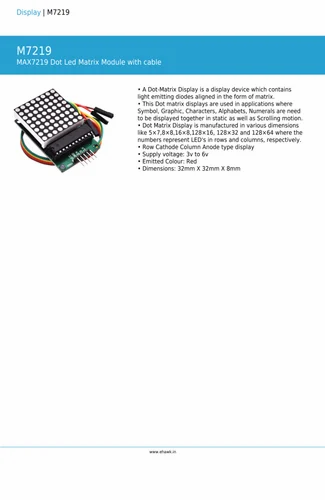 Display | M7219
M7219
MAX7219 Dot Led Matrix Module with cable
• A Dot-Matrix Display is a display device which contains
light emitting diodes aligned in the form of matrix.
• This Dot matrix displays are used in applications where
Symbol, Graphic, Characters, Alphabets, Numerals are need
to be displayed together in static as well as Scrolling motion.
• Dot Matrix Display is manufactured in various dimensions
like 5×7,8×8,16×8,128×16, 128×32 and 128×64 where the
numbers represent LED's in rows and columns, respectively.
• Row Cathode Column Anode type display
• Supply voltage: 3v to 6v
• Emitted Colour: Red
• Dimensions: 32mm X 32mm X 8mm